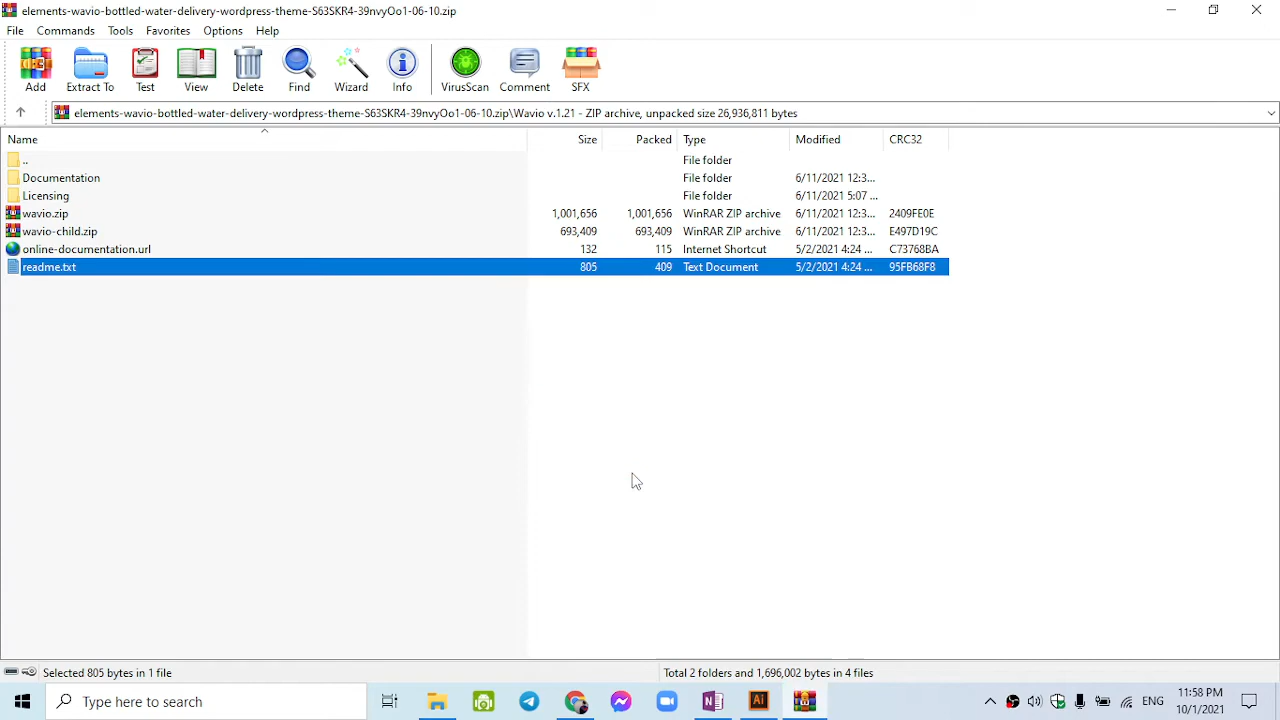 elements-wavio-bottled-water-delivery-wordpress-theme-S63SKR4-39nvyOo1-06-10.zip
File Commands Tools Favorites Options Help
Add Extract To Test View Delete Find Wizard Info VirusScan Comment SFX
elements-wavio-bottled-water-delivery-wordpress-theme-S63SKR4-39nvyOo1-06-10.zip\Wavio v.1.21 - ZIP archive, unpacked size 26,936,811 bytes
Name Size Packed Type Modified CRC32
.. File folder
Documentation File folder 6/11/2021 12:3...
Licensing File folder 6/11/2021 5:07 ...
wavio.zip 1,001,656 1,001,656 WinRAR ZIP archive 6/11/2021 12:3... 2409FE0E
wavio-child.zip 693,409 693,409 WinRAR ZIP archive 6/11/2021 12:3... E497D19C
online-documentation.url 132 115 Internet Shortcut 5/2/2021 4:24 ... C73768BA
readme.txt 805 409 Text Document 5/2/2021 4:24 ... 95FB68F8
Selected 805 bytes in 1 file Total 2 folders and 1,696,002 bytes in 4 files
Type here to search Ai ENG 11:58 PM
10/1/2021